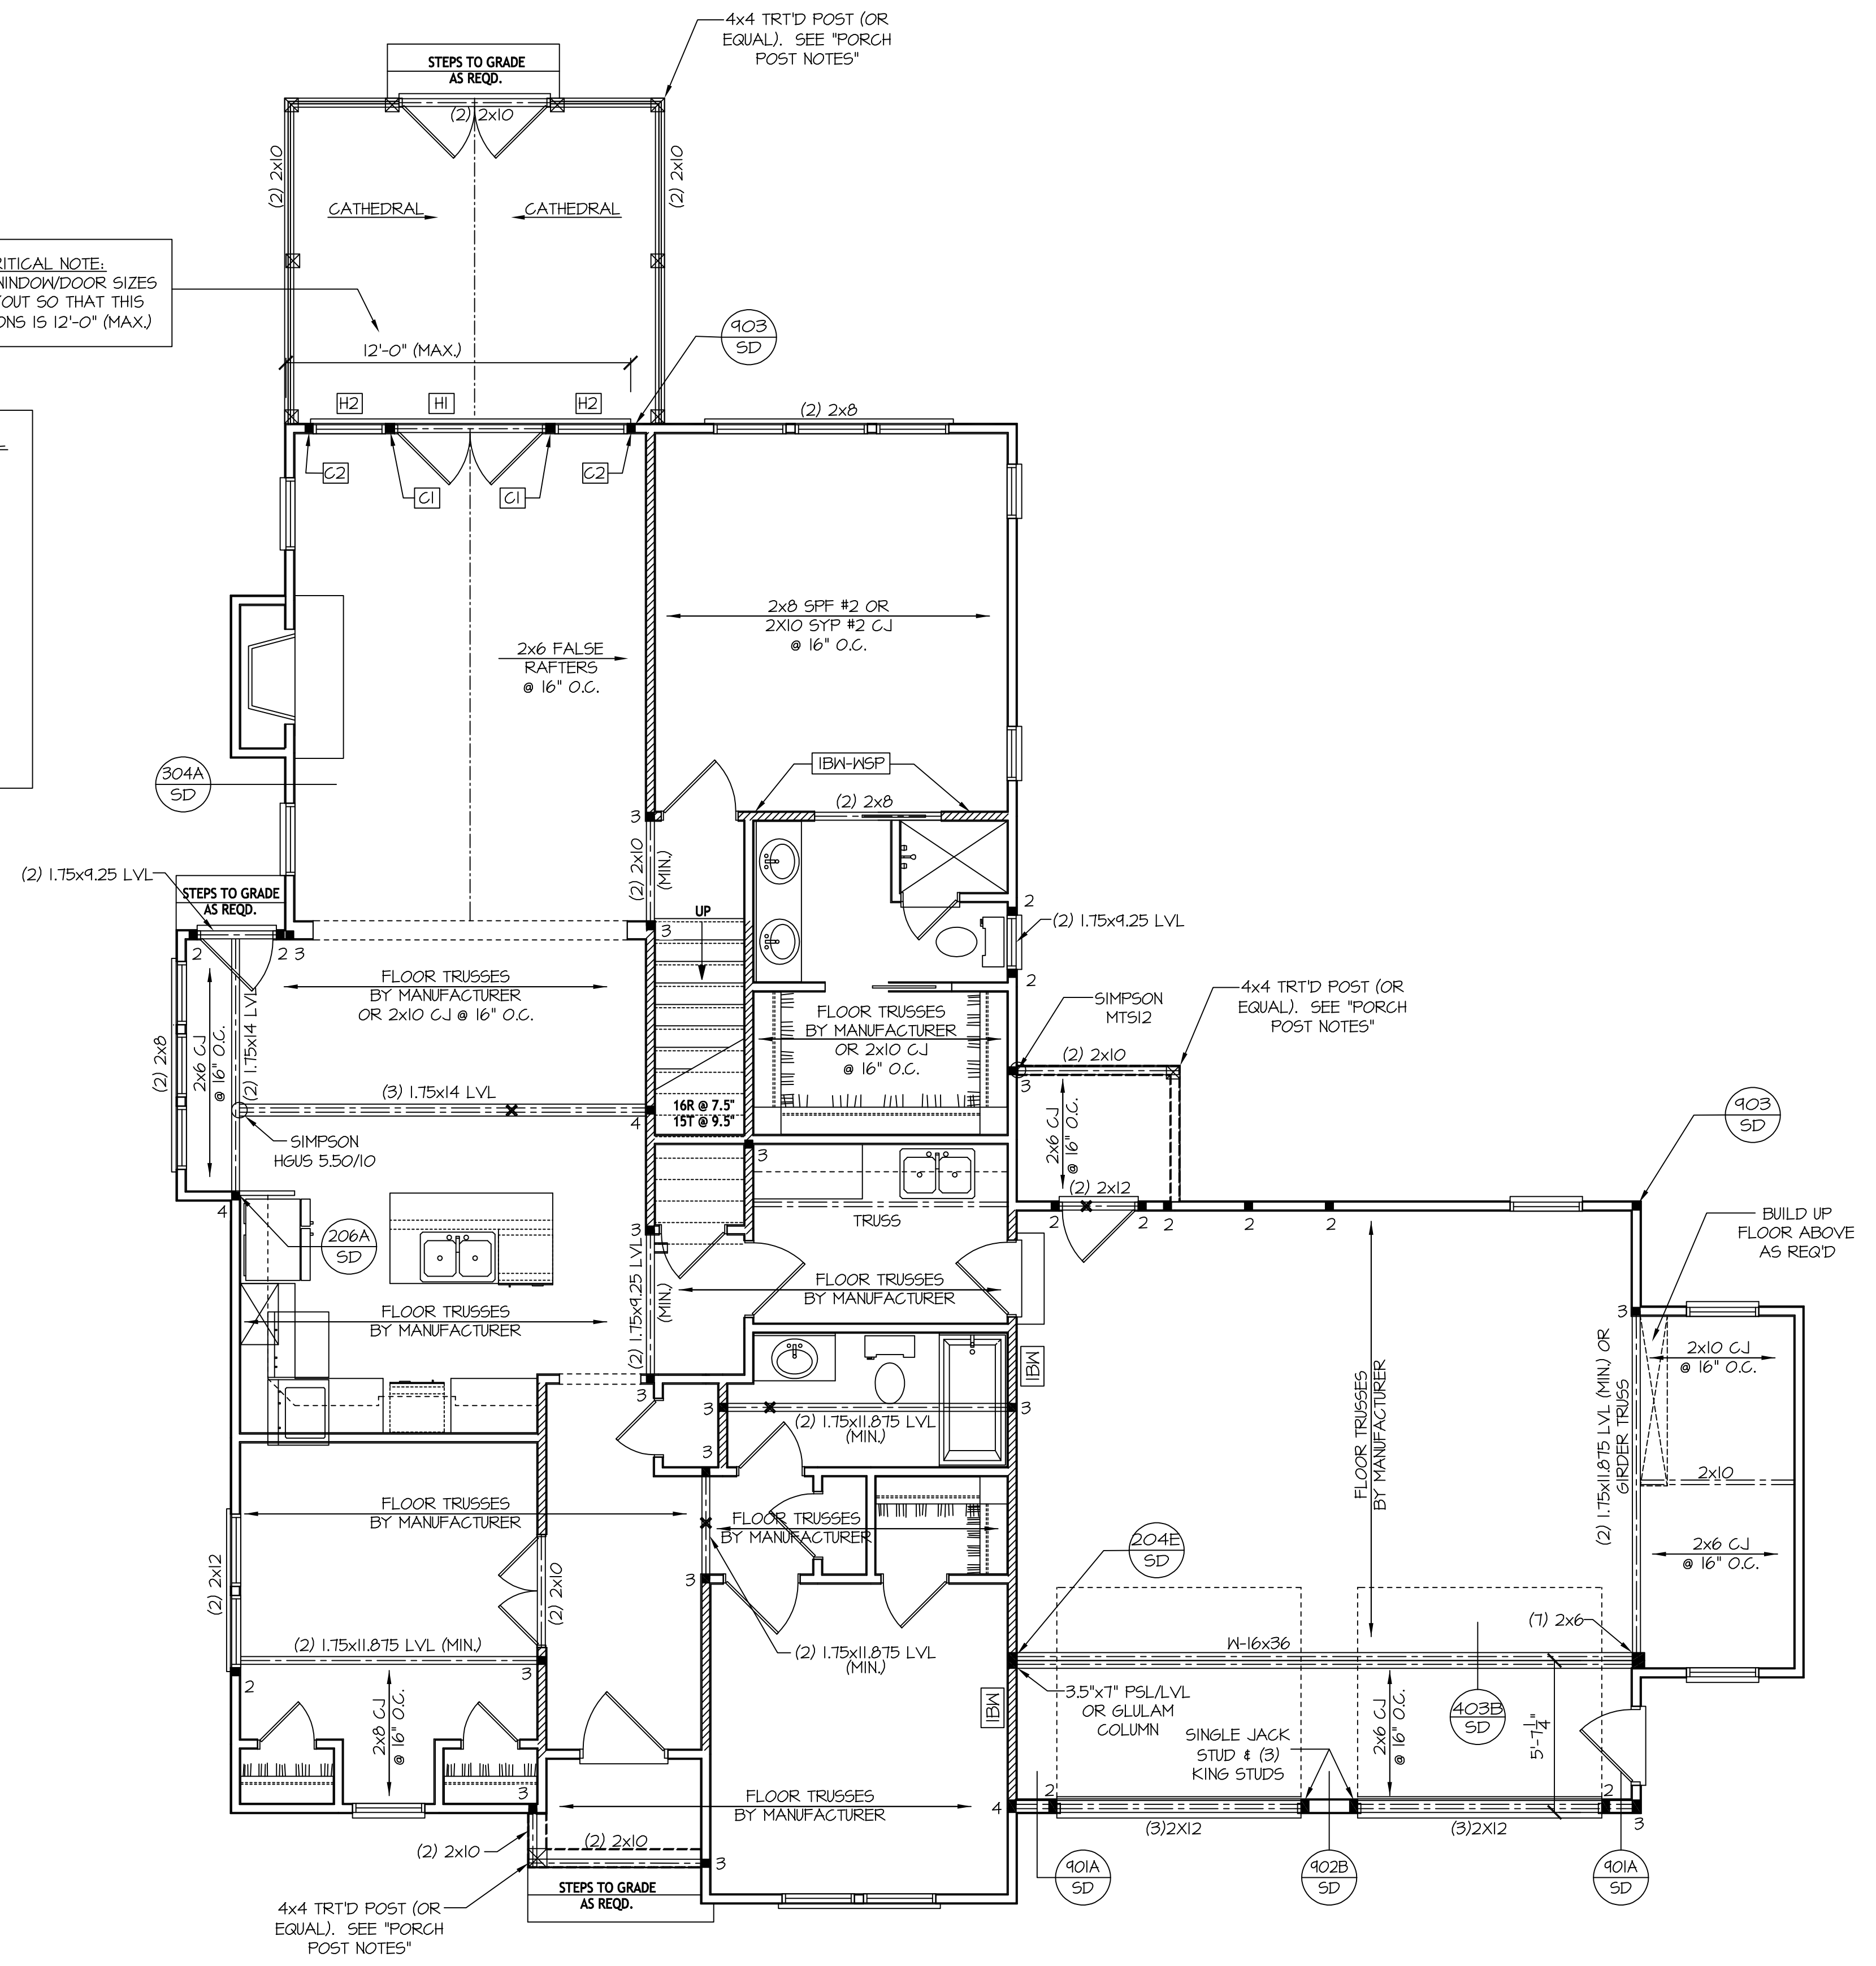 4x4 TRT'D POST (OR
EQUAL). SEE "PORCH
POST NOTES"
STEPS TO GRADE
AS REQD.
(2) 2x10
(2) 2x10
(2) 2x10
CATHEDRAL
CATHEDRAL
RITICAL NOTE:
WINDOW/DOOR SIZES
OUT SO THAT THIS
ONS IS 12'-0" (MAX.)
12'-0" (MAX.)
903
SD
H2
H1
H2
(2) 2x8
C2
C1
C1
C2
2x8 SPF #2 OR
2X10 SYP #2 CJ
@ 16" O.C.
2x6 FALSE
RAFTERS
@ 16" O.C.
304A
SD
IBW-WSP
(2) 2x8
3
(2) 2x10
(MIN.)
(2) 1.75x9.25 LVL
STEPS TO GRADE
AS REQD.
UP
3
2
(2) 1.75x9.25 LVL
2
2
2
3
FLOOR TRUSSES
BY MANUFACTURER
OR 2x10 CJ @ 16" O.C.
(2) 2x8
2x6 CJ
@ 16" O.C.
(2) 1.75x14 LVL
FLOOR TRUSSES
BY MANUFACTURER
OR 2x10 CJ
@ 16" O.C.
SIMPSON
MTS12
4x4 TRT'D POST (OR
EQUAL). SEE "PORCH
POST NOTES"
(2) 2x10
3
(3) 1.75x14 LVL
4
16R @ 7.5"
15T @ 9.5"
SIMPSON
HGUS 5.50/10
3
2x6 CJ
@ 16" O.C.
903
SD
(2) 2x12
2
2
2
2
2
4
206A
SD
3
TRUSS
BUILD UP
FLOOR ABOVE
AS REQ'D
(2) 1.75x9.25 LVL
(MIN.)
FLOOR TRUSSES
BY MANUFACTURER
FLOOR TRUSSES
BY MANUFACTURER
3
2x10 CJ
@ 16" O.C.
IBW
3
3
(2) 1.75x11.875 LVL
(MIN.)
3
3
FLOOR TRUSSES
BY MANUFACTURER
(2) 1.75x11.875 LVL (MIN.) OR
GIRDER TRUSS
2x10
FLOOR TRUSSES
BY MANUFACTURER
FLOOR TRUSSES
BY MANUFACTURER
(2) 2x12
(2) 2x10
3
204E
SD
2x6 CJ
@ 16" O.C.
(7) 2x6
(2) 1.75x11.875 LVL (MIN.)
3
(2) 1.75x11.875 LVL
(MIN.)
W-16x36
2
2x8 CJ
@ 16" O.C.
3.5"x7" PSL/LVL
OR GLULAM
COLUMN
IBW
SINGLE JACK
STUD & (3)
KING STUDS
2x6 CJ
@ 16" O.C.
403B
SD
5'-7 1/4"
3
FLOOR TRUSSES
BY MANUFACTURER
4
2
2
3
(3)2X12
(3)2X12
(2) 2x10
(2) 2x10
3
901A
SD
902B
SD
901A
SD
STEPS TO GRADE
AS REQD.
4x4 TRT'D POST (OR
EQUAL). SEE "PORCH
POST NOTES"